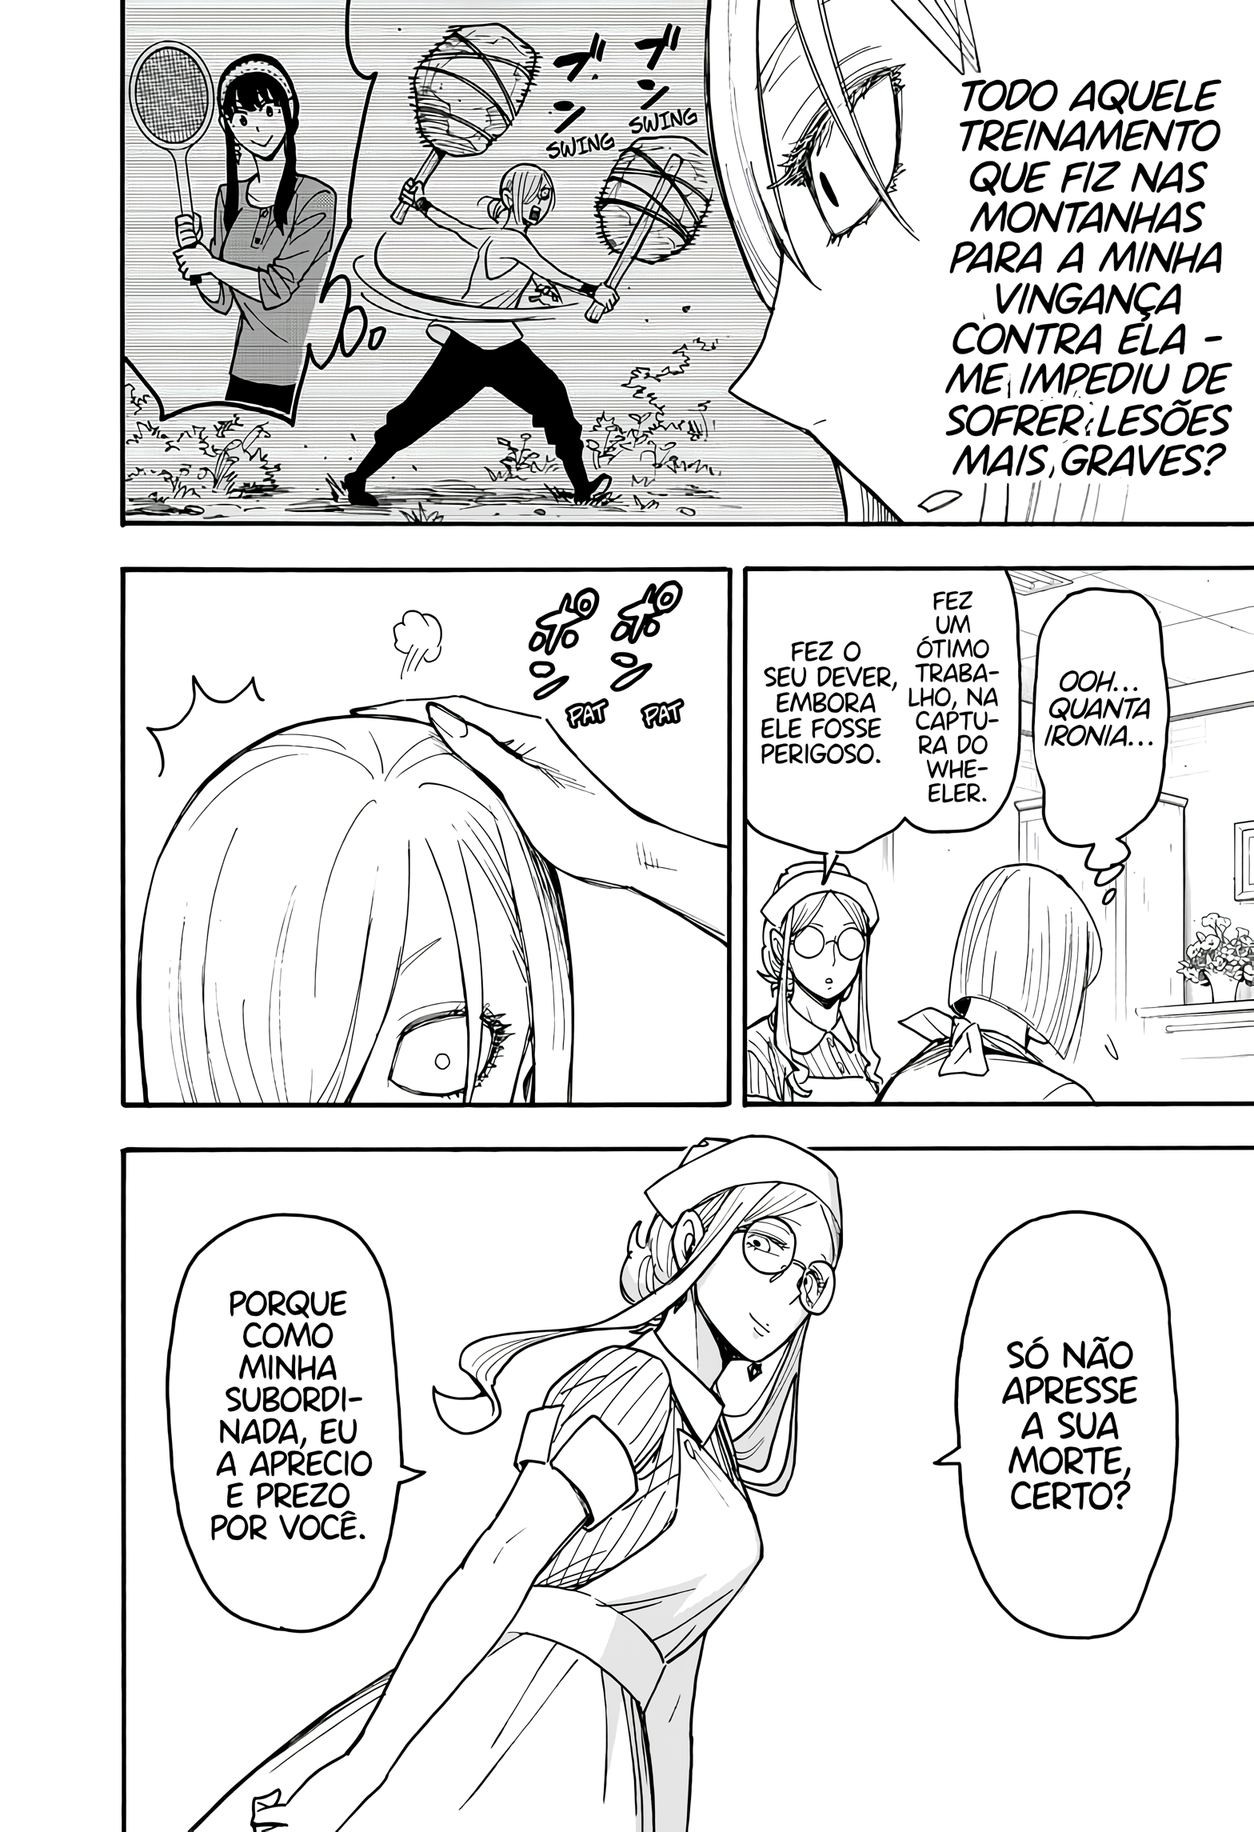 TODO AQUELE
TREINAMENTO
QUE FIZ NAS
MONTANHAS
PARA A MINHA
VINGANÇA
CONTRA ELA -
ME IMPEDIU DE
SOFRER LESÕES
MAIS GRAVES?
ブン
SWING
ブン
SWING
OOH...
QUANTA
IRONIA...
FEZ
UM
ÓTIMO
TRABA-
LHO, NA
CAPTU-
RA DO
WHE-
ELER.
FEZ O
SEU DEVER,
EMBORA
ELE FOSSE
PERIGOSO.
ポン
PAT
ポン
PAT
SÓ NÃO
APRESSE
A SUA
MORTE,
CERTO?
PORQUE
COMO
MINHA
SUBORDI-
NADA, EU
A APRECIO
E PREZO
POR VOCÊ.